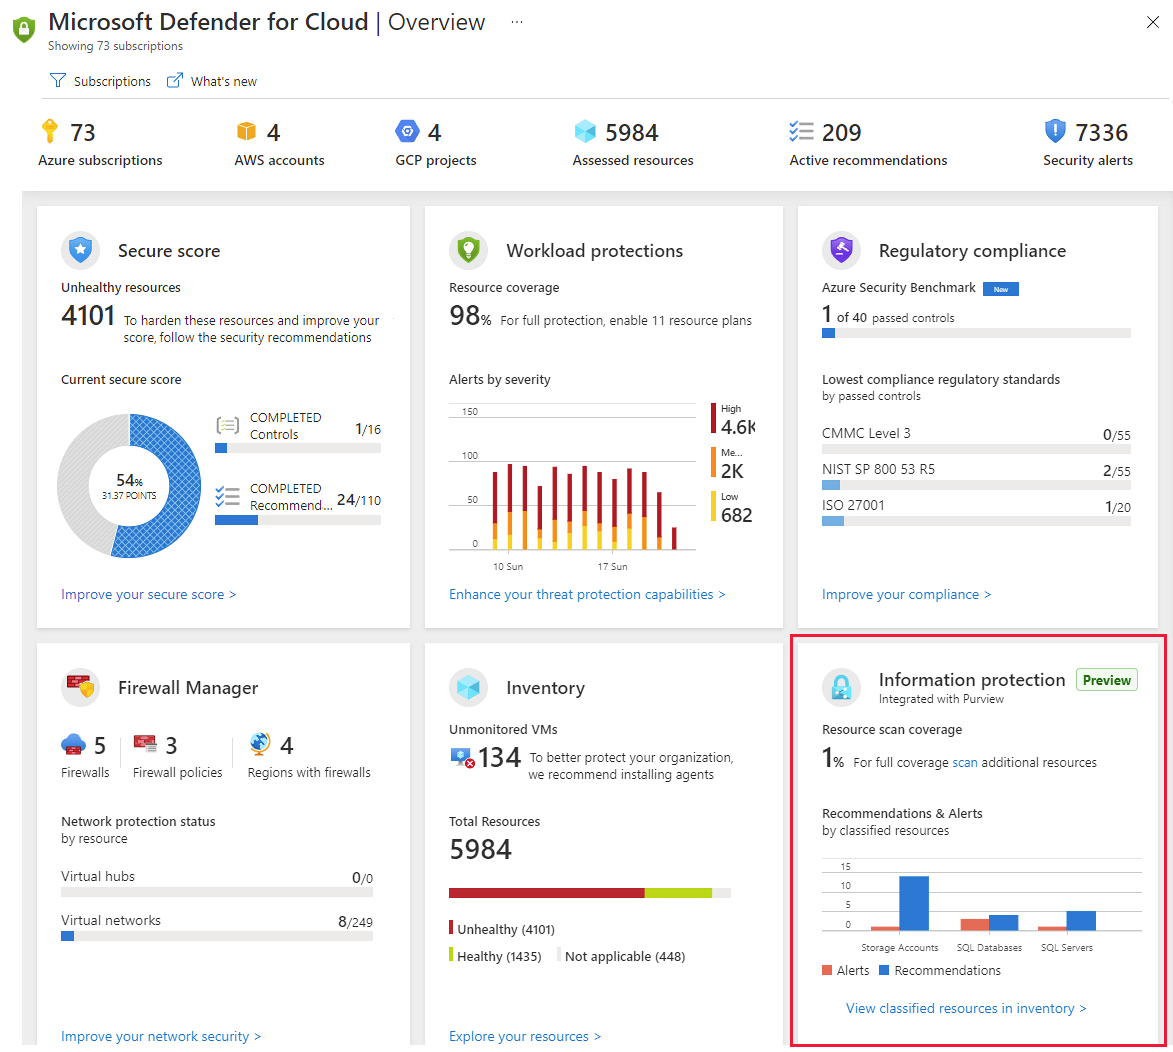 Microsoft Defender for Cloud | Overview ...
Showing 73 subscriptions
Subscriptions What's new
73 4 4 5984 209 7336
Azure subscriptions AWS accounts GCP projects Assessed resources Active recommendations Security alerts
Secure score
Unhealthy resources
4101 To harden these resources and improve your
score, follow the security recommendations
Current secure score
54%
31.37 POINTS
COMPLETED
Controls 1/16
COMPLETED
Recommend... 24/110
Improve your secure score >
Workload protections
Resource coverage
98% For full protection, enable 11 resource plans
Alerts by severity
150
100
50
0
10 Sun 17 Sun
High
4.6K
Me...
2K
Low
682
Enhance your threat protection capabilities >
Regulatory compliance
Azure Security Benchmark New
1 of 40 passed controls
Lowest compliance regulatory standards
by passed controls
CMMC Level 3 0/55
NIST SP 800 53 R5 2/55
ISO 27001 1/20
Improve your compliance >
Firewall Manager
5 3 4
Firewalls Firewall policies Regions with firewalls
Network protection status
by resource
Virtual hubs 0/0
Virtual networks 8/249
Improve your network security >
Inventory
Unmonitored VMs
134 To better protect your organization,
we recommend installing agents
Total Resources
5984
Unhealthy (4101)
Healthy (1435) Not applicable (448)
Explore your resources >
Information protection Preview
Integrated with Purview
Resource scan coverage
1% For full coverage scan additional resources
Recommendations & Alerts
by classified resources
15
10
5
0
Storage Accounts SQL Databases SQL Servers
Alerts Recommendations
View classified resources in inventory >